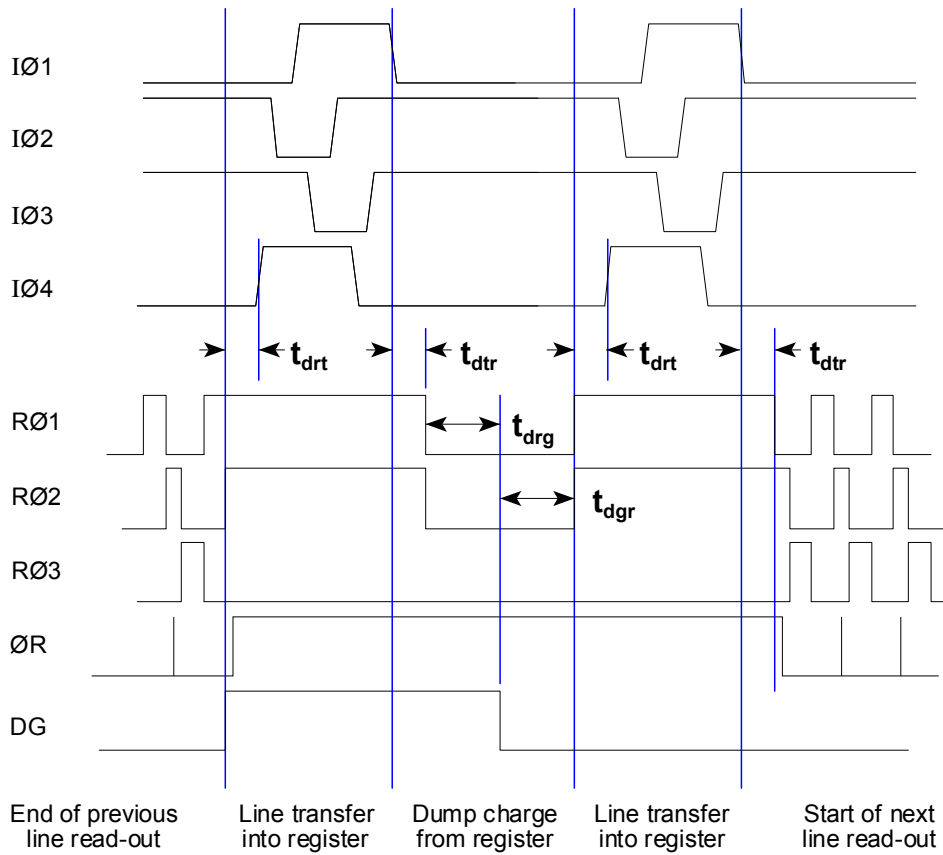 IØ1
IØ2
IØ3
IØ4
tdrt
tdtr
tdrt
tdtr
RØ1
tdrg
RØ2
tdgr
RØ3
ØR
DG
End of previous
line read-out
Line transfer
into register
Dump charge
from register
Line transfer
into register
Start of next
line read-out